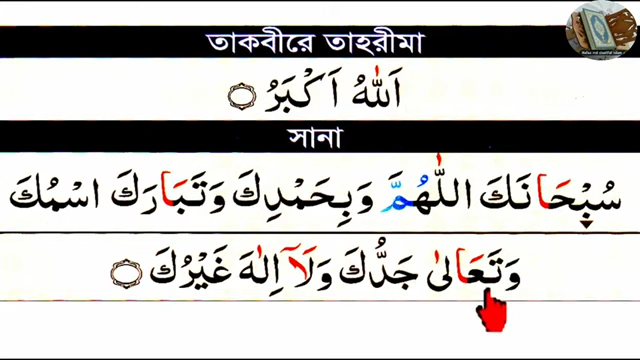 তাকবীরে তাহরীমা
اَللّٰهُ اَكْبَرُ ۝
সানা
سُبْحَانَكَ اللّٰهُمَّ وَبِحَمْدِكَ وَتَبَارَكَ اسْمُكَ
وَتَعَالٰى جَدُّكَ وَلَآ اِلٰهَ غَيْرُكَ ۝